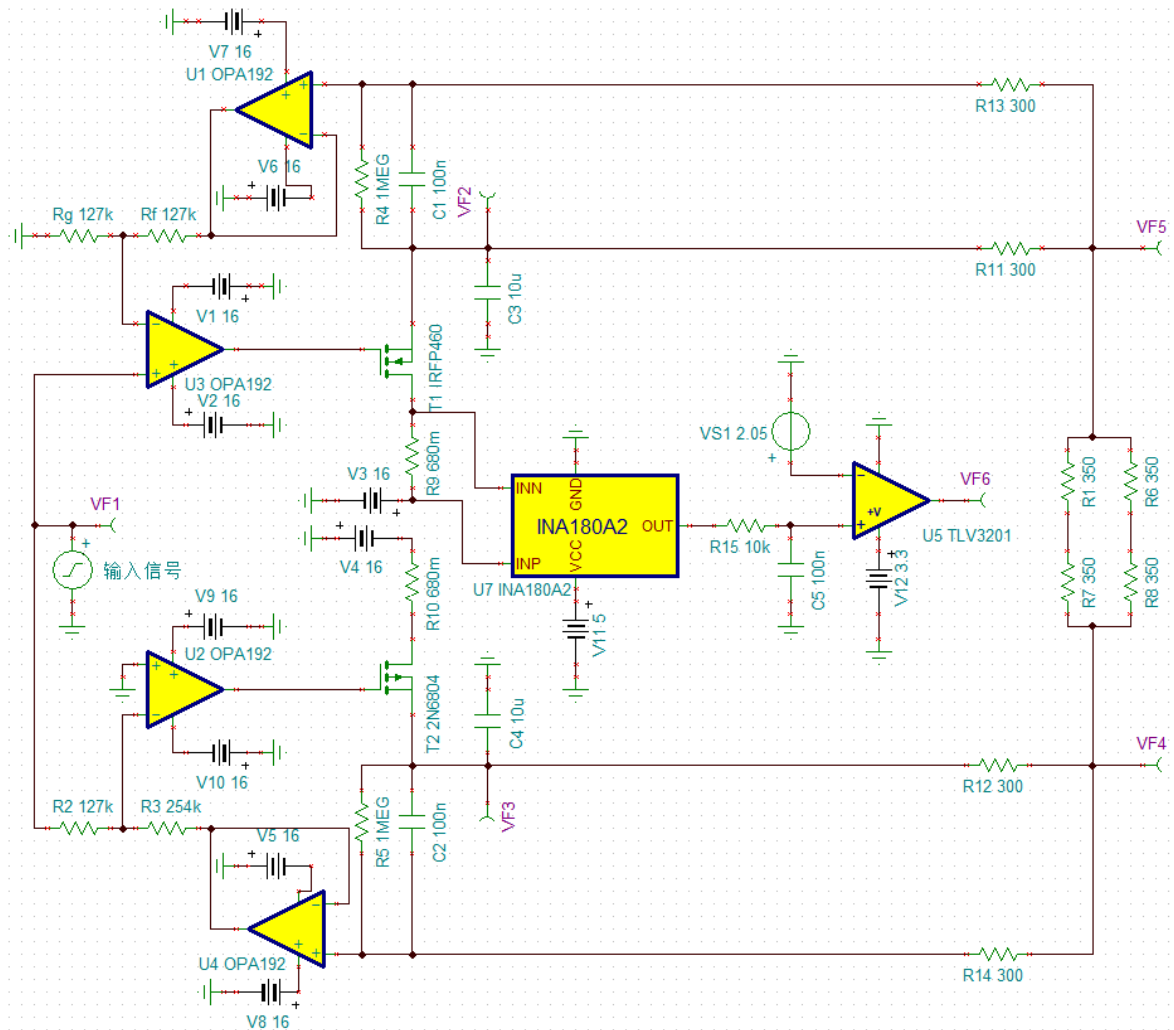 V7 16
U1 OPA192
R13 300
V6 16
R4 1MEG
C1 100n
VF2
Rg 127k
Rf 127k
VF5
R11 300
V1 16
C3 10u
U3 OPA192
T1 IRFP460
V2 16
VS1 2.05
R9 680m
V3 16
VF1
INN
GND
INA180A2
OUT
VCC
INP
VF6
+V
U5 TLV3201
R1 350
R6 350
V4 16
R15 10k
输入信号
R10 680m
U7 INA180A2
C5 100n
V12 3.3
R7 350
R8 350
V9 16
V11 5
U2 OPA192
T2 2N6804
C4 10u
VF4
V10 16
R12 300
R2 127k
R3 254k
VF3
V5 16
R5 1MEG
C2 100n
U4 OPA192
R14 300
V8 16